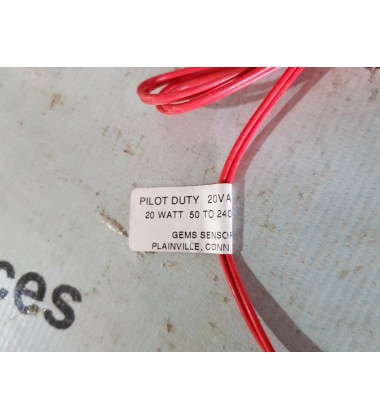 PILOT DUTY 20VA
20 WATT 50 TO 240
GEMS SENSOR
PLAINVILLE, CONN
ces